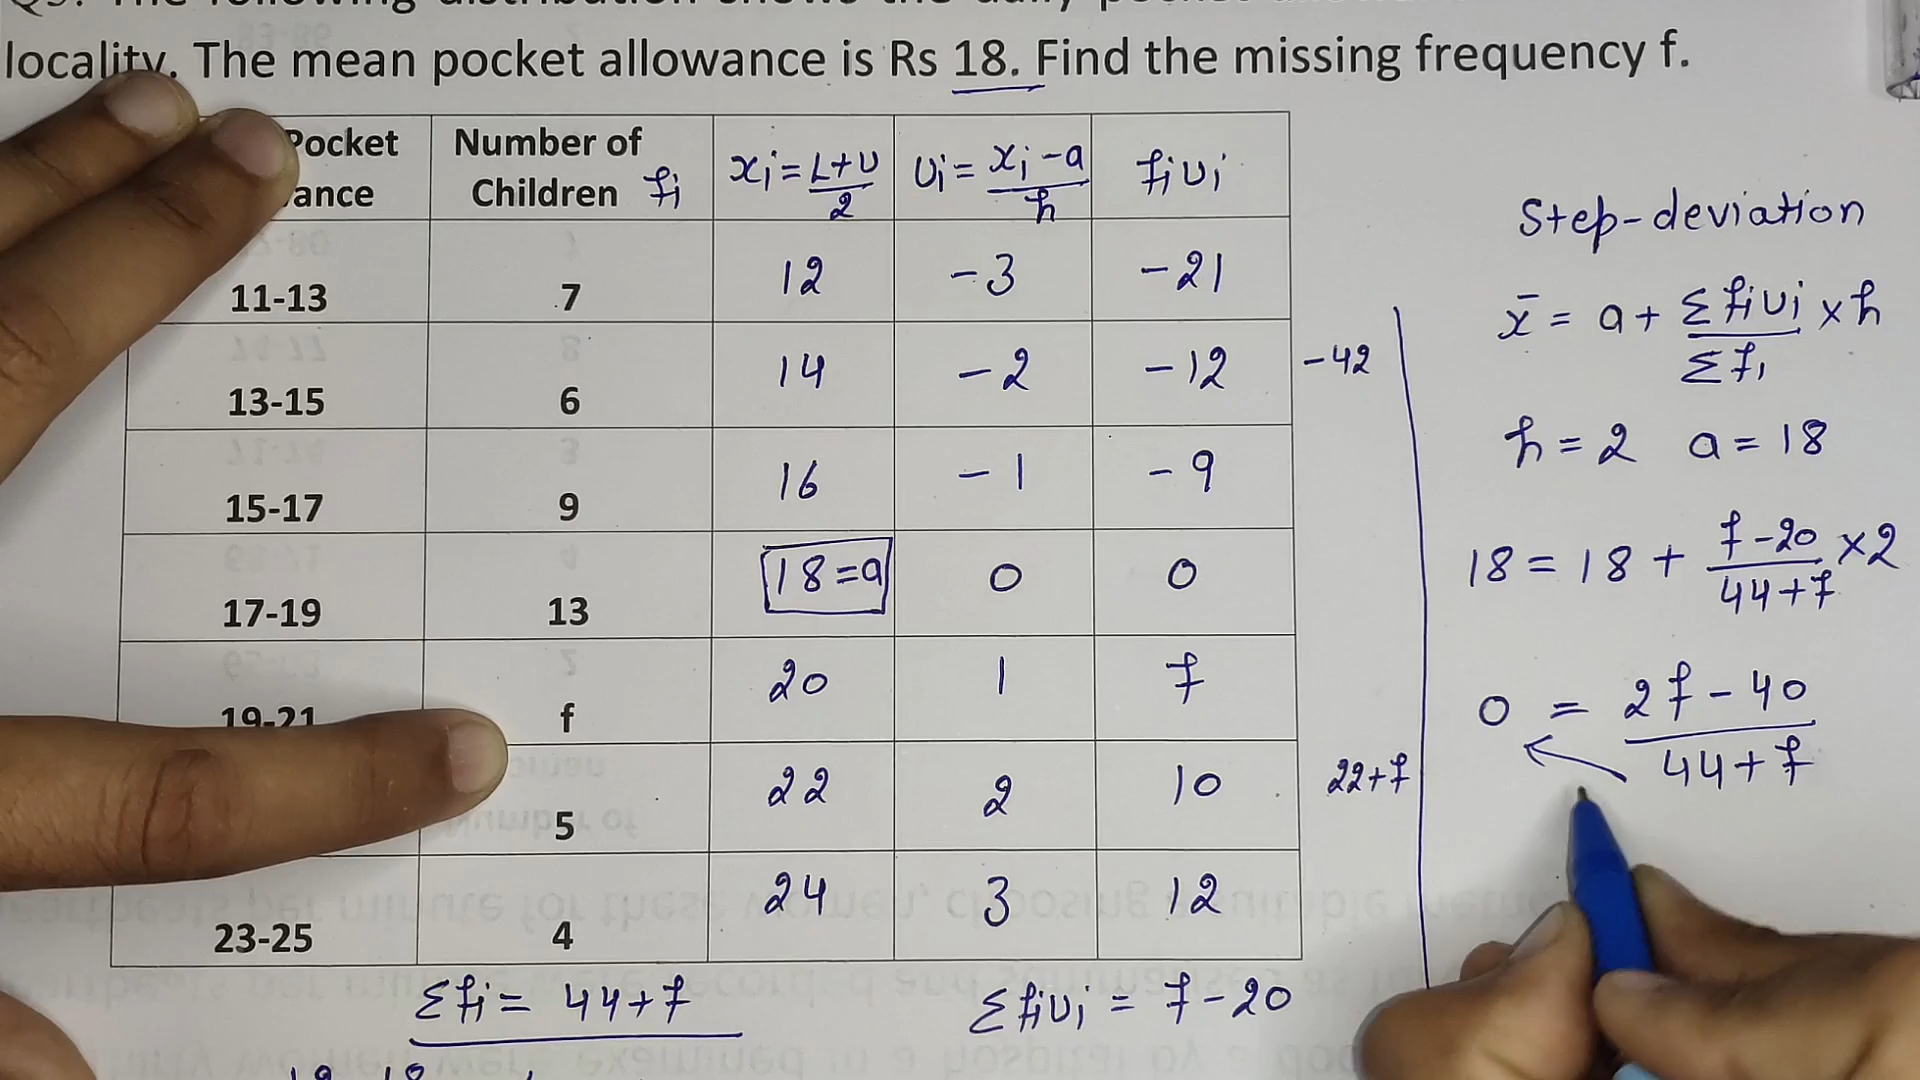 locality. The mean pocket allowance is Rs 18. Find the missing frequency f.
Pocket Number of xi = L+U/2 Ui = xi-a/h fiUi
ance Children fi
11-13 7 12 -3 -21
13-15 6 14 -2 -12 -42
15-17 9 16 -1 -9
17-19 13 18=a 0 0
19-21 f 20 1 f
5 22 2 10 22+f
23-25 4 24 3 12
Σfi = 44+f Σfiui = f-20
Step-deviation
x̄ = a + Σfiui/Σfi × h
h = 2 a = 18
18 = 18 + f-20/44+f × 2
0 = 2f-40/44+f